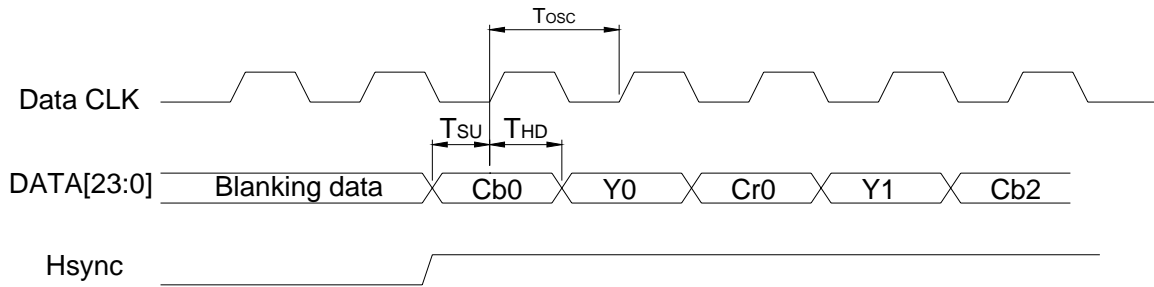 Tosc
Data CLK
TSU THD
DATA[23:0] Blanking data Cb0 Y0 Cr0 Y1 Cb2
Hsync